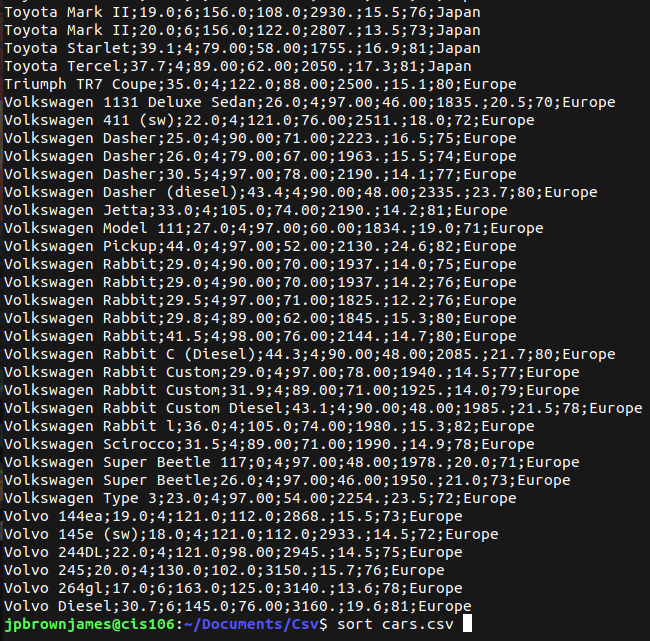 Toyota Mark II;19.0;6;156.0;108.0;2930.;15.5;76;Japan
Toyota Mark II;20.0;6;156.0;122.0;2807.;13.5;73;Japan
Toyota Starlet;39.1;4;79.00;58.00;1755.;16.9;81;Japan
Toyota Tercel;37.7;4;89.00;62.00;2050.;17.3;81;Japan
Triumph TR7 Coupe;35.0;4;122.0;88.00;2500.;15.1;80;Europe
Volkswagen 1131 Deluxe Sedan;26.0;4;97.00;46.00;1835.;20.5;70;Europe
Volkswagen 411 (sw);22.0;4;121.0;76.00;2511.;18.0;72;Europe
Volkswagen Dasher;25.0;4;90.00;71.00;2223.;16.5;75;Europe
Volkswagen Dasher;26.0;4;79.00;67.00;1963.;15.5;74;Europe
Volkswagen Dasher;30.5;4;97.00;78.00;2190.;14.1;77;Europe
Volkswagen Dasher (diesel);43.4;4;90.00;48.00;2335.;23.7;80;Europe
Volkswagen Jetta;33.0;4;105.0;74.00;2190.;14.2;81;Europe
Volkswagen Model 111;27.0;4;97.00;60.00;1834.;19.0;71;Europe
Volkswagen Pickup;44.0;4;97.00;52.00;2130.;24.6;82;Europe
Volkswagen Rabbit;29.0;4;90.00;70.00;1937.;14.0;75;Europe
Volkswagen Rabbit;29.0;4;90.00;70.00;1937.;14.2;76;Europe
Volkswagen Rabbit;29.5;4;97.00;71.00;1825.;12.2;76;Europe
Volkswagen Rabbit;29.8;4;89.00;62.00;1845.;15.3;80;Europe
Volkswagen Rabbit;41.5;4;98.00;76.00;2144.;14.7;80;Europe
Volkswagen Rabbit C (Diesel);44.3;4;90.00;48.00;2085.;21.7;80;Europe
Volkswagen Rabbit Custom;29.0;4;97.00;78.00;1940.;14.5;77;Europe
Volkswagen Rabbit Custom;31.9;4;89.00;71.00;1925.;14.0;79;Europe
Volkswagen Rabbit Custom Diesel;43.1;4;90.00;48.00;1985.;21.5;78;Europe
Volkswagen Rabbit l;36.0;4;105.0;74.00;1980.;15.3;82;Europe
Volkswagen Scirocco;31.5;4;89.00;71.00;1990.;14.9;78;Europe
Volkswagen Super Beetle 117;0;4;97.00;48.00;1978.;20.0;71;Europe
Volkswagen Super Beetle;26.0;4;97.00;46.00;1950.;21.0;73;Europe
Volkswagen Type 3;23.0;4;97.00;54.00;2254.;23.5;72;Europe
Volvo 144ea;19.0;4;121.0;112.0;2868.;15.5;73;Europe
Volvo 145e (sw);18.0;4;121.0;112.0;2933.;14.5;72;Europe
Volvo 244DL;22.0;4;121.0;98.00;2945.;14.5;75;Europe
Volvo 245;20.0;4;130.0;102.0;3150.;15.7;76;Europe
Volvo 264gl;17.0;6;163.0;125.0;3140.;13.6;78;Europe
Volvo Diesel;30.7;6;145.0;76.00;3160.;19.6;81;Europe
jpbrownjames@cis106:~/Documents/Csv$ sort cars.csv